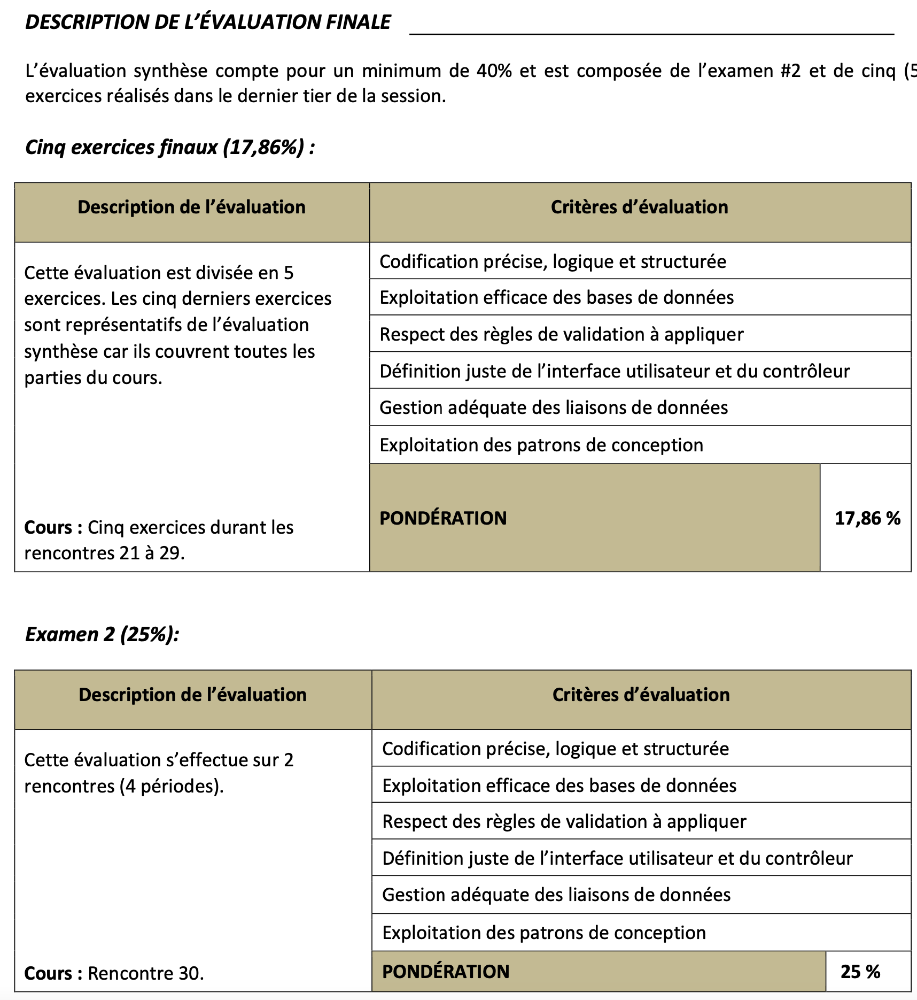 DESCRIPTION DE L’ÉVALUATION FINALE
L’évaluation synthèse compte pour un minimum de 40% et est composée de l’examen #2 et de cinq (5
exercices réalisés dans le dernier tier de la session.
Cinq exercices finaux (17,86%) :
Description de l’évaluation
Critères d’évaluation
Cette évaluation est divisée en 5
exercices. Les cinq derniers exercices
sont représentatifs de l’évaluation
synthèse car ils couvrent toutes les
parties du cours.
Cours : Cinq exercices durant les
rencontres 21 à 29.
Codification précise, logique et structurée
Exploitation efficace des bases de données
Respect des règles de validation à appliquer
Définition juste de l’interface utilisateur et du contrôleur
Gestion adéquate des liaisons de données
Exploitation des patrons de conception
PONDÉRATION
17,86 %
Examen 2 (25%):
Description de l’évaluation
Critères d’évaluation
Cette évaluation s’effectue sur 2
rencontres (4 périodes).
Cours : Rencontre 30.
Codification précise, logique et structurée
Exploitation efficace des bases de données
Respect des règles de validation à appliquer
Définition juste de l’interface utilisateur et du contrôleur
Gestion adéquate des liaisons de données
Exploitation des patrons de conception
PONDÉRATION
25 %